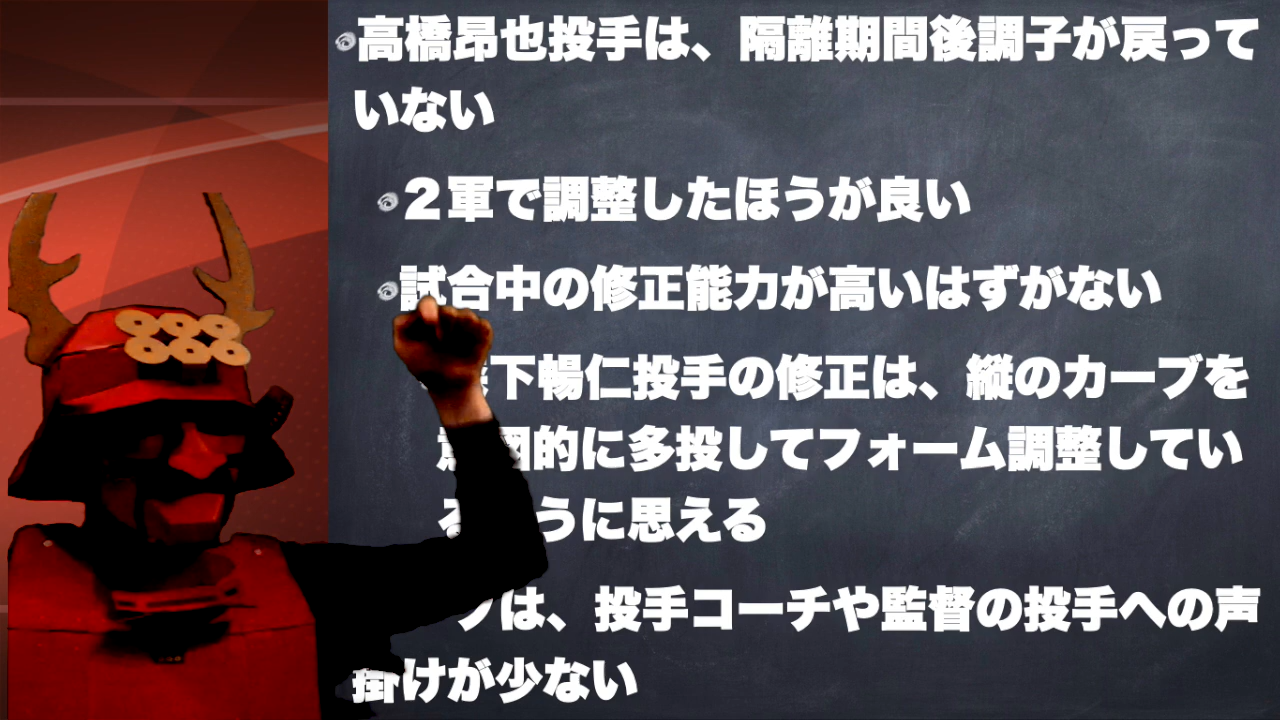 高橋昂也投手は、隔離期間後調子が戻って
いない
２軍で調整したほうが良い
試合中の修正能力が高いはずがない
下暢仁投手の修正は、縦のカーブを
図的に多投してフォーム調整してい
うに思える
は、投手コーチや監督の投手への声
掛けが少ない